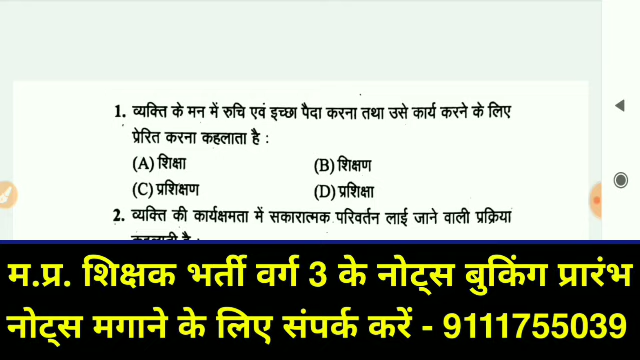 1. व्यक्ति के मन में रुचि एवं इच्छा पैदा करना तथा उसे कार्य करने के लिए
प्रेरित करना कहलाता है :
(A) शिक्षा (B) शिक्षण
(C) प्रशिक्षण (D) प्रशिक्षा
2. व्यक्ति की कार्यक्षमता में सकारात्मक परिवर्तन लाई जाने वाली प्रक्रिया
कहलाती है :
म.प्र. शिक्षक भर्ती वर्ग 3 के नोट्स बुकिंग प्रारंभ
नोट्स मगाने के लिए संपर्क करें - 9111755039